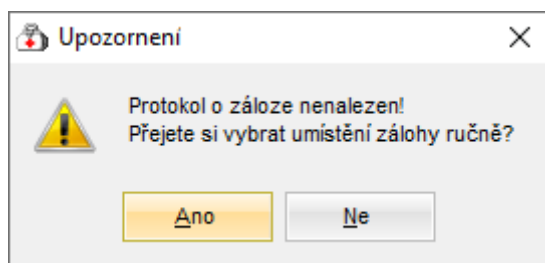 Upozornení
Protokol o záloze nenalezen!
Přejete si vybrat umístění zálohy ručně?
Ano
Ne